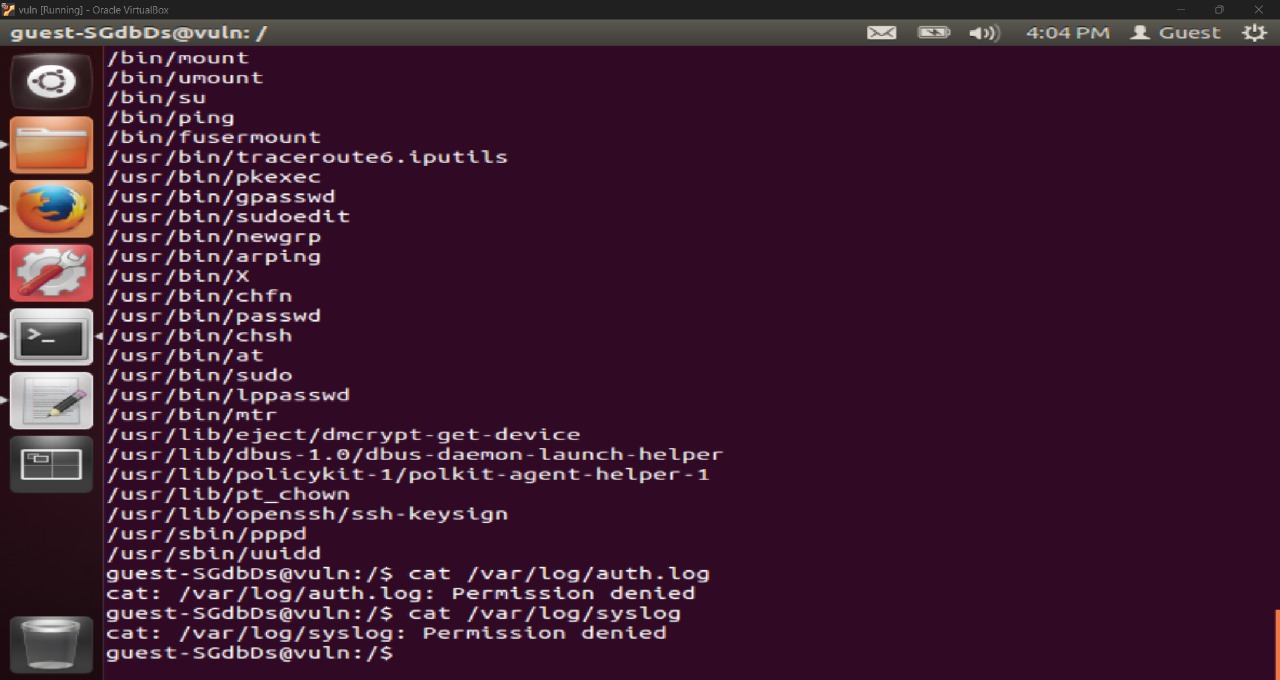 vuln [Running] - Oracle VirtualBox
guest-SGdbDs@vuln: /
4:04 PM
Guest
/bin/mount
/bin/umount
/bin/su
/bin/ping
/bin/fusermount
/usr/bin/traceroute6.iputils
/usr/bin/pkexec
/usr/bin/gpasswd
/usr/bin/sudoedit
/usr/bin/newgrp
/usr/bin/arping
/usr/bin/X
/usr/bin/chfn
/usr/bin/passwd
/usr/bin/chsh
/usr/bin/at
/usr/bin/sudo
/usr/bin/lppasswd
/usr/bin/mtr
/usr/lib/eject/dmcrypt-get-device
/usr/lib/dbus-1.0/dbus-daemon-launch-helper
/usr/lib/policykit-1/polkit-agent-helper-1
/usr/lib/pt_chown
/usr/lib/openssh/ssh-keysign
/usr/sbin/pppd
/usr/sbin/uuidd
guest-SGdbDs@vuln:/$ cat /var/log/auth.log
cat: /var/log/auth.log: Permission denied
guest-SGdbDs@vuln:/$ cat /var/log/syslog
cat: /var/log/syslog: Permission denied
guest-SGdbDs@vuln:/$